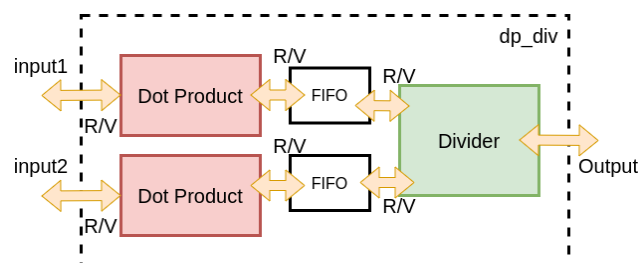 dp_div
input1
R/V
R/V
Dot Product
FIFO
R/V
R/V
input2
Dot Product
R/V
FIFO
Divider
Output
R/V
R/V